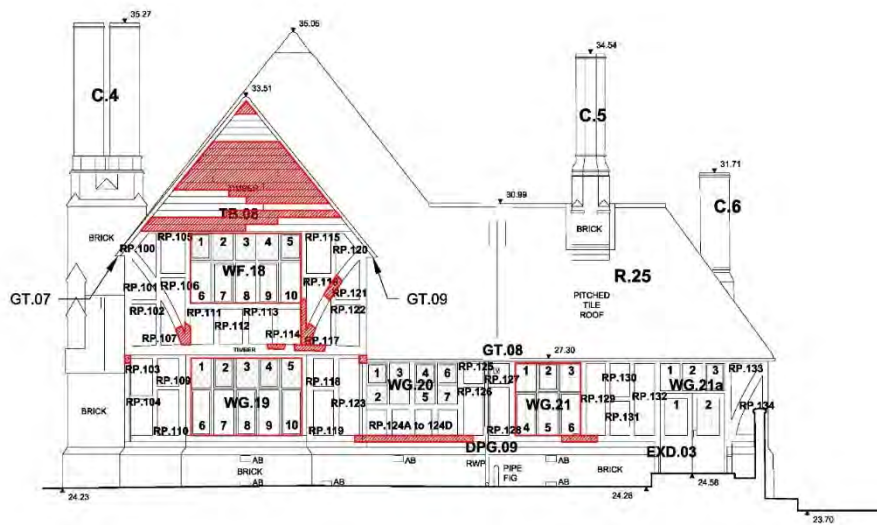 35.27
35.05
34.54
C.4
C.5
33.51
31.71
C.6
30.99
TIMBER
TB.08
BRICK
BRICK
RP.100
RP.105
1 2 3 4 5
RP.115
RP.120
WF.18
R.25
GT.07
GT.09
RP.101
RP.106
RP.116
RP.121
6 7 8 9 10
PITCHED
TILE
ROOF
RP.102
RP.111
RP.113
RP.122
RP.112
RP.107
RP.114
RP.117
TIMBER
GT.08
27.30
RP.103
RP.109
1 2 3 4 5
RP.118
1 3 4 6
RP.125
RP.127
1 2 3
RP.130
1 2 3
RP.133
WG.20
WG.21a
RP.104
WG.19
RP.123
2 5 7
RP.126
WG.21
RP.129
RP.132
1 2
RP.134
BRICK
RP.131
RP.110
6 7 8 9 10
RP.119
RP.124A to 124D
RP.128
4 5 6
DPG.09
EXD.03
AB
AB
AB
RWP
PIPE
FIG
BRICK
BRICK
24.58
AB
AB
AB
24.23
24.26
23.70